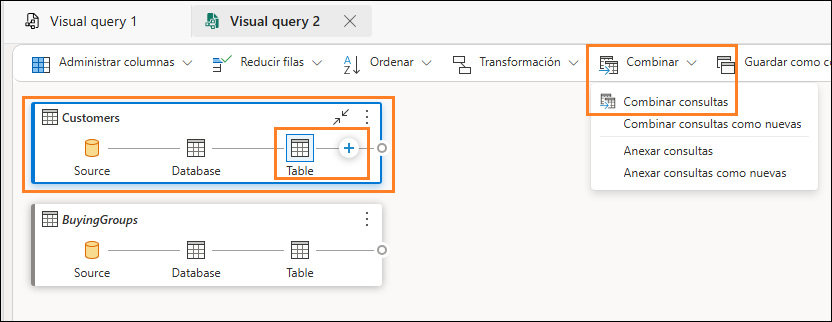 Visual query 1
Visual query 2
Administrar columnas
Reducir filas
Ordenar
Transformación
Combinar
Guardar como co
Customers
Source
Database
Table
Combinar consultas
Combinar consultas como nuevas
Anexar consultas
Anexar consultas como nuevas
BuyingGroups
Source
Database
Table